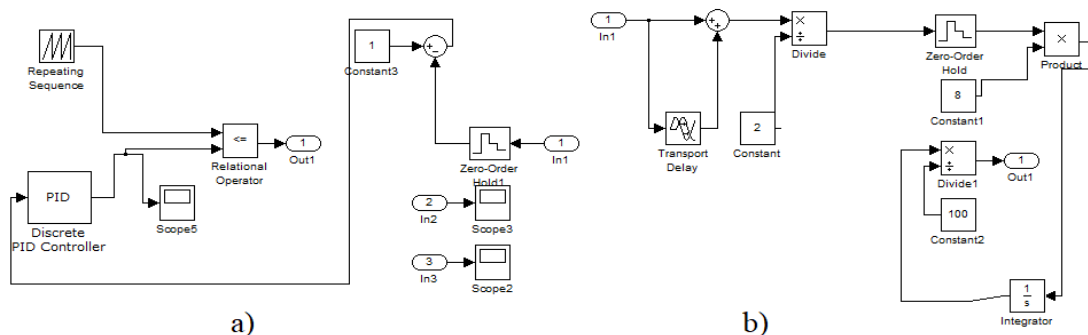 Repeating
Sequence
1
Constant3
<=
Relational
Operator
1
Out1
Zero-Order
Hold1
1
In1
PID
Discrete
PID Controller
Scope5
2
In2
Scope3
3
In3
Scope2
a)
1
In1
Transport
Delay
2
Constant
×
÷
Divide
Zero-Order
Hold
8
Constant1
×
Product
×
÷
Divide1
1
Out1
100
Constant2
1
s
Integrator
b)